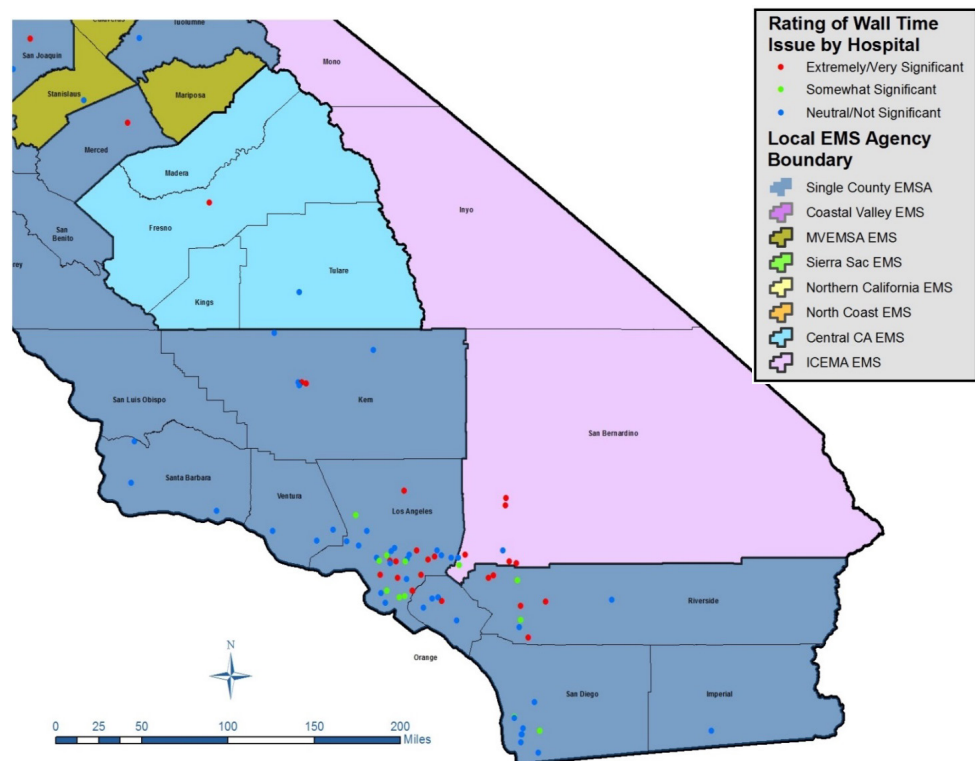 Calaveras
Tuolumne
San Joaquin
Mono
Stanislaus
Mariposa
Merced
Madera
Inyo
San
Benito
Fresno
rey
Tulare
Kings
San Luis Obispo
Kern
San Bernardino
Santa Barbara
Ventura
Los Angeles
Riverside
Orange
San Diego
Imperial
N
0 25 50 100 150 200
Miles
Rating of Wall Time
Issue by Hospital
Extremely/Very Significant
Somewhat Significant
Neutral/Not Significant
Local EMS Agency
Boundary
Single County EMSA
Coastal Valley EMS
MVEMSA EMS
Sierra Sac EMS
Northern California EMS
North Coast EMS
Central CA EMS
ICEMA EMS